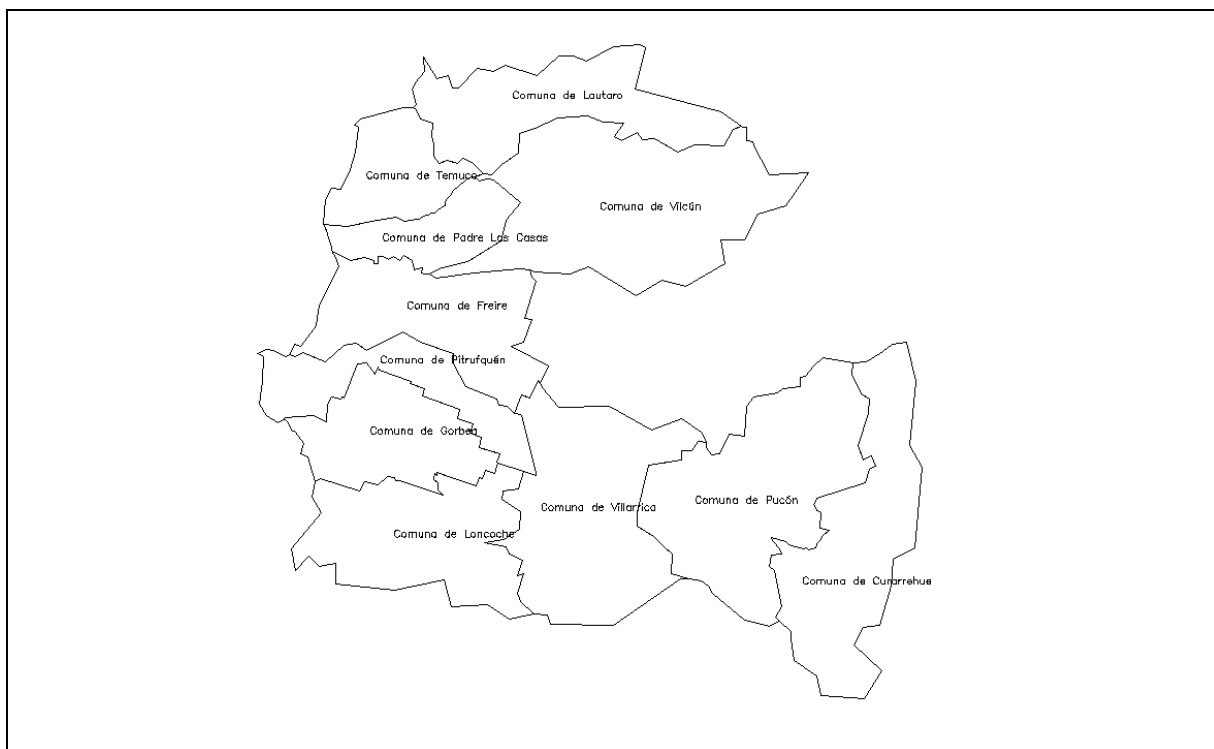 Comuna de Lautaro
Comuna de Temuco
Comuna de Vilcún
Comuna de Padre Las Casas
Comuna de Freire
Comuna de Pitrufquén
Comuna de Gorbea
Comuna de Pucón
Comuna de Villarrica
Comuna de Loncoche
Comuna de Curarrehue